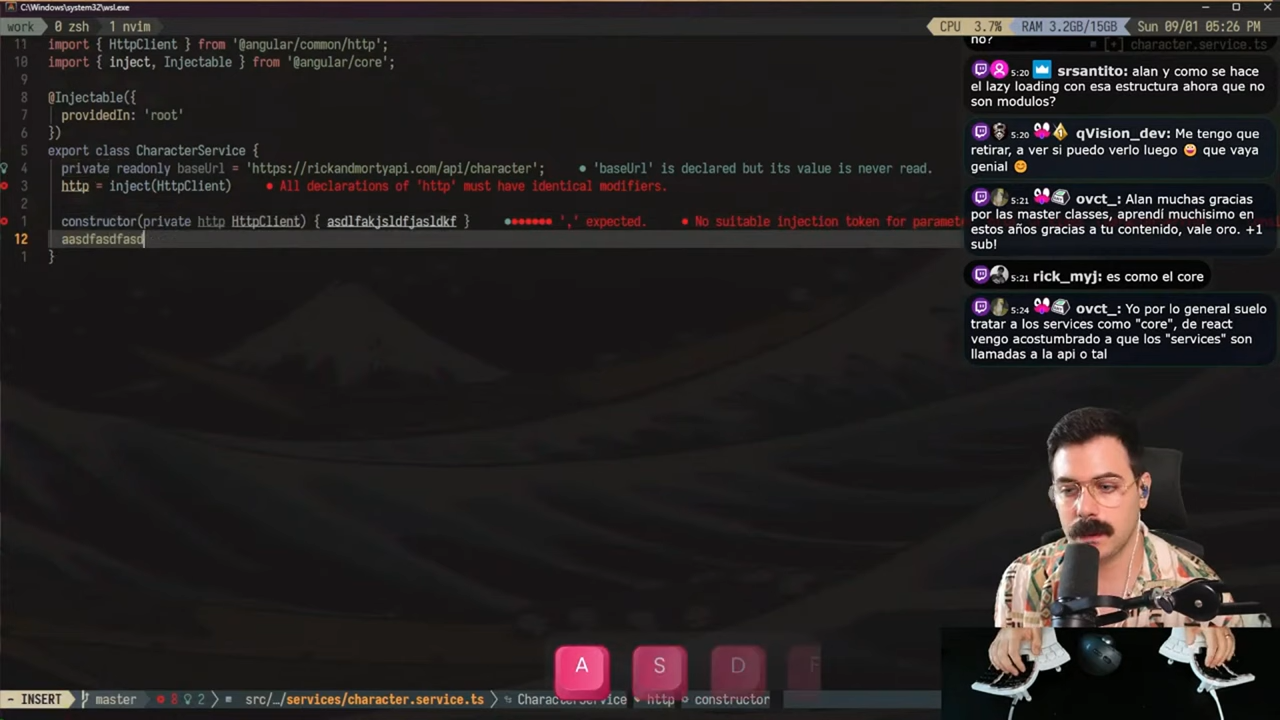 C:\Windows\system32\wsl.exe
work 0 zsh 1 nvim
CPU 3.7% RAM 3.2GB/15GB Sun 09/01 05:26 PM
11 import { HttpClient } from '@angular/common/http';
[+] character.service.ts
10 import { inject, Injectable } from '@angular/core';
9
8 @Injectable({
7 providedIn: 'root'
6 })
5 export class CharacterService {
4 private readonly baseUrl = 'https://rickandmortyapi.com/api/character'; 'baseUrl' is declared but its value is never read.
3 http = inject(HttpClient) All declarations of 'http' must have identical modifiers.
2
1 constructor(private http HttpClient) { asdlfakjsldfjasldkf } ',' expected. No suitable injection token for paramete
12 aasdfasdfasd
1 }
no?
5:20 srsantito: alan y como se hace
el lazy loading con esa estructura ahora que no
son modulos?
5:20 qVision_dev: Me tengo que
retirar, a ver si puedo verlo luego 😄 que vaya
genial 😊
5:21 ovct_: Alan muchas gracias
por las master classes, aprendí muchisimo en
estos años gracias a tu contenido, vale oro. +1
sub!
5:21 rick_myj: es como el core
5:24 ovct_: Yo por lo general suelo
tratar a los services como "core", de react
vengo acostumbrado a que los "services" son
llamadas a la api o tal
A S D F
- INSERT master 8 2 src/…/services/character.service.ts CharacterService http constructor